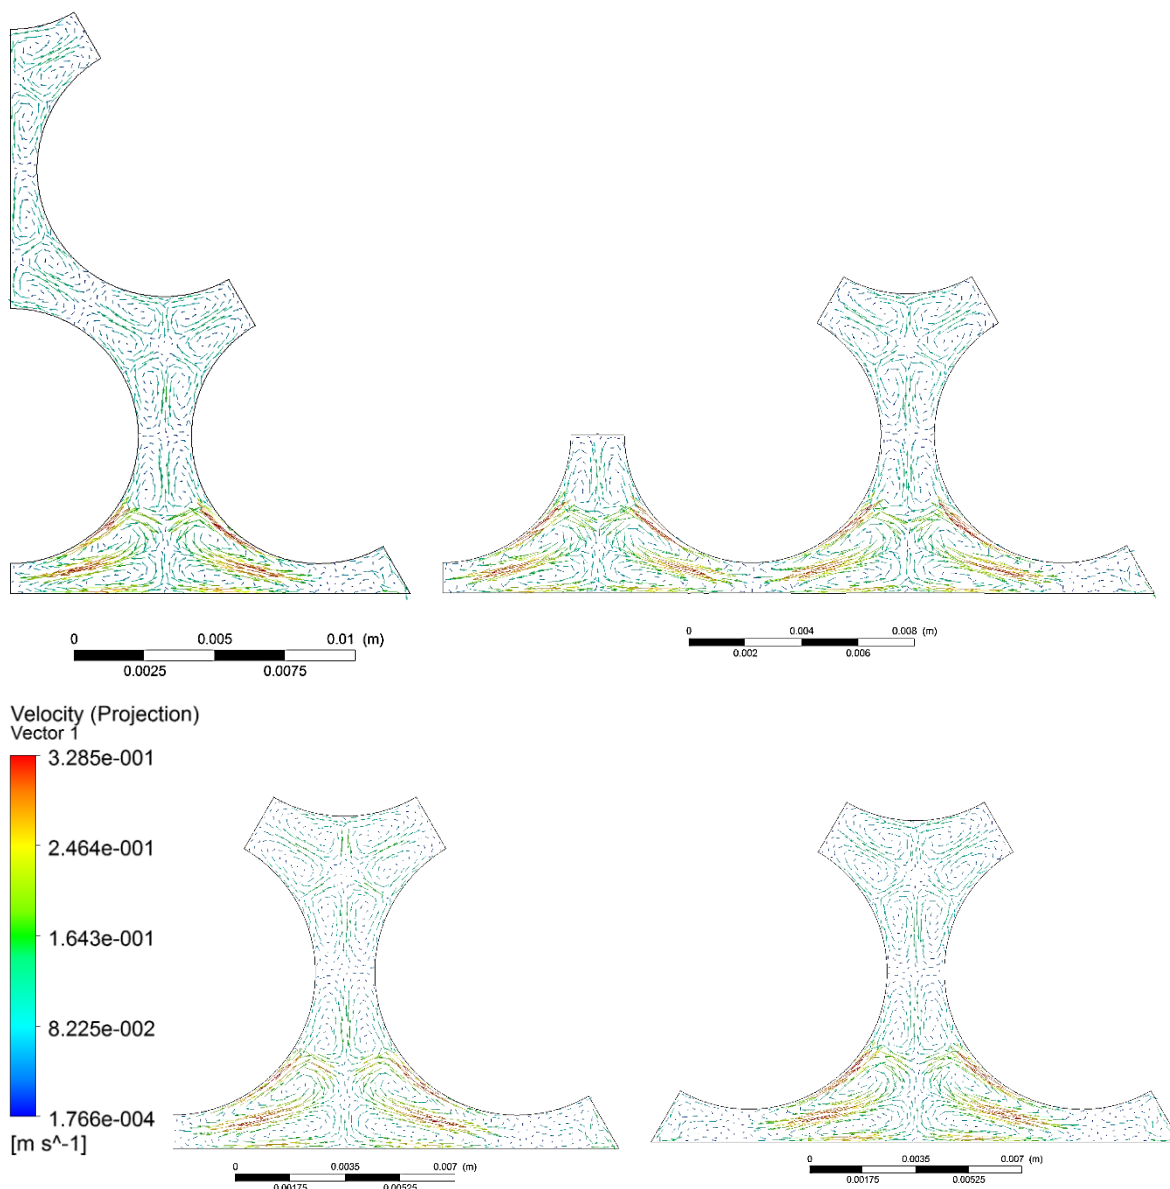 0 0.005 0.01 (m)
0.0025 0.0075
0 0.004 0.008 (m)
0.002 0.006
Velocity (Projection)
Vector 1
3.285e-001
2.464e-001
1.643e-001
8.225e-002
1.766e-004
[m s^-1]
0 0.0035 0.007 (m)
0.00175 0.00525
0 0.0035 0.007 (m)
0.00175 0.00525